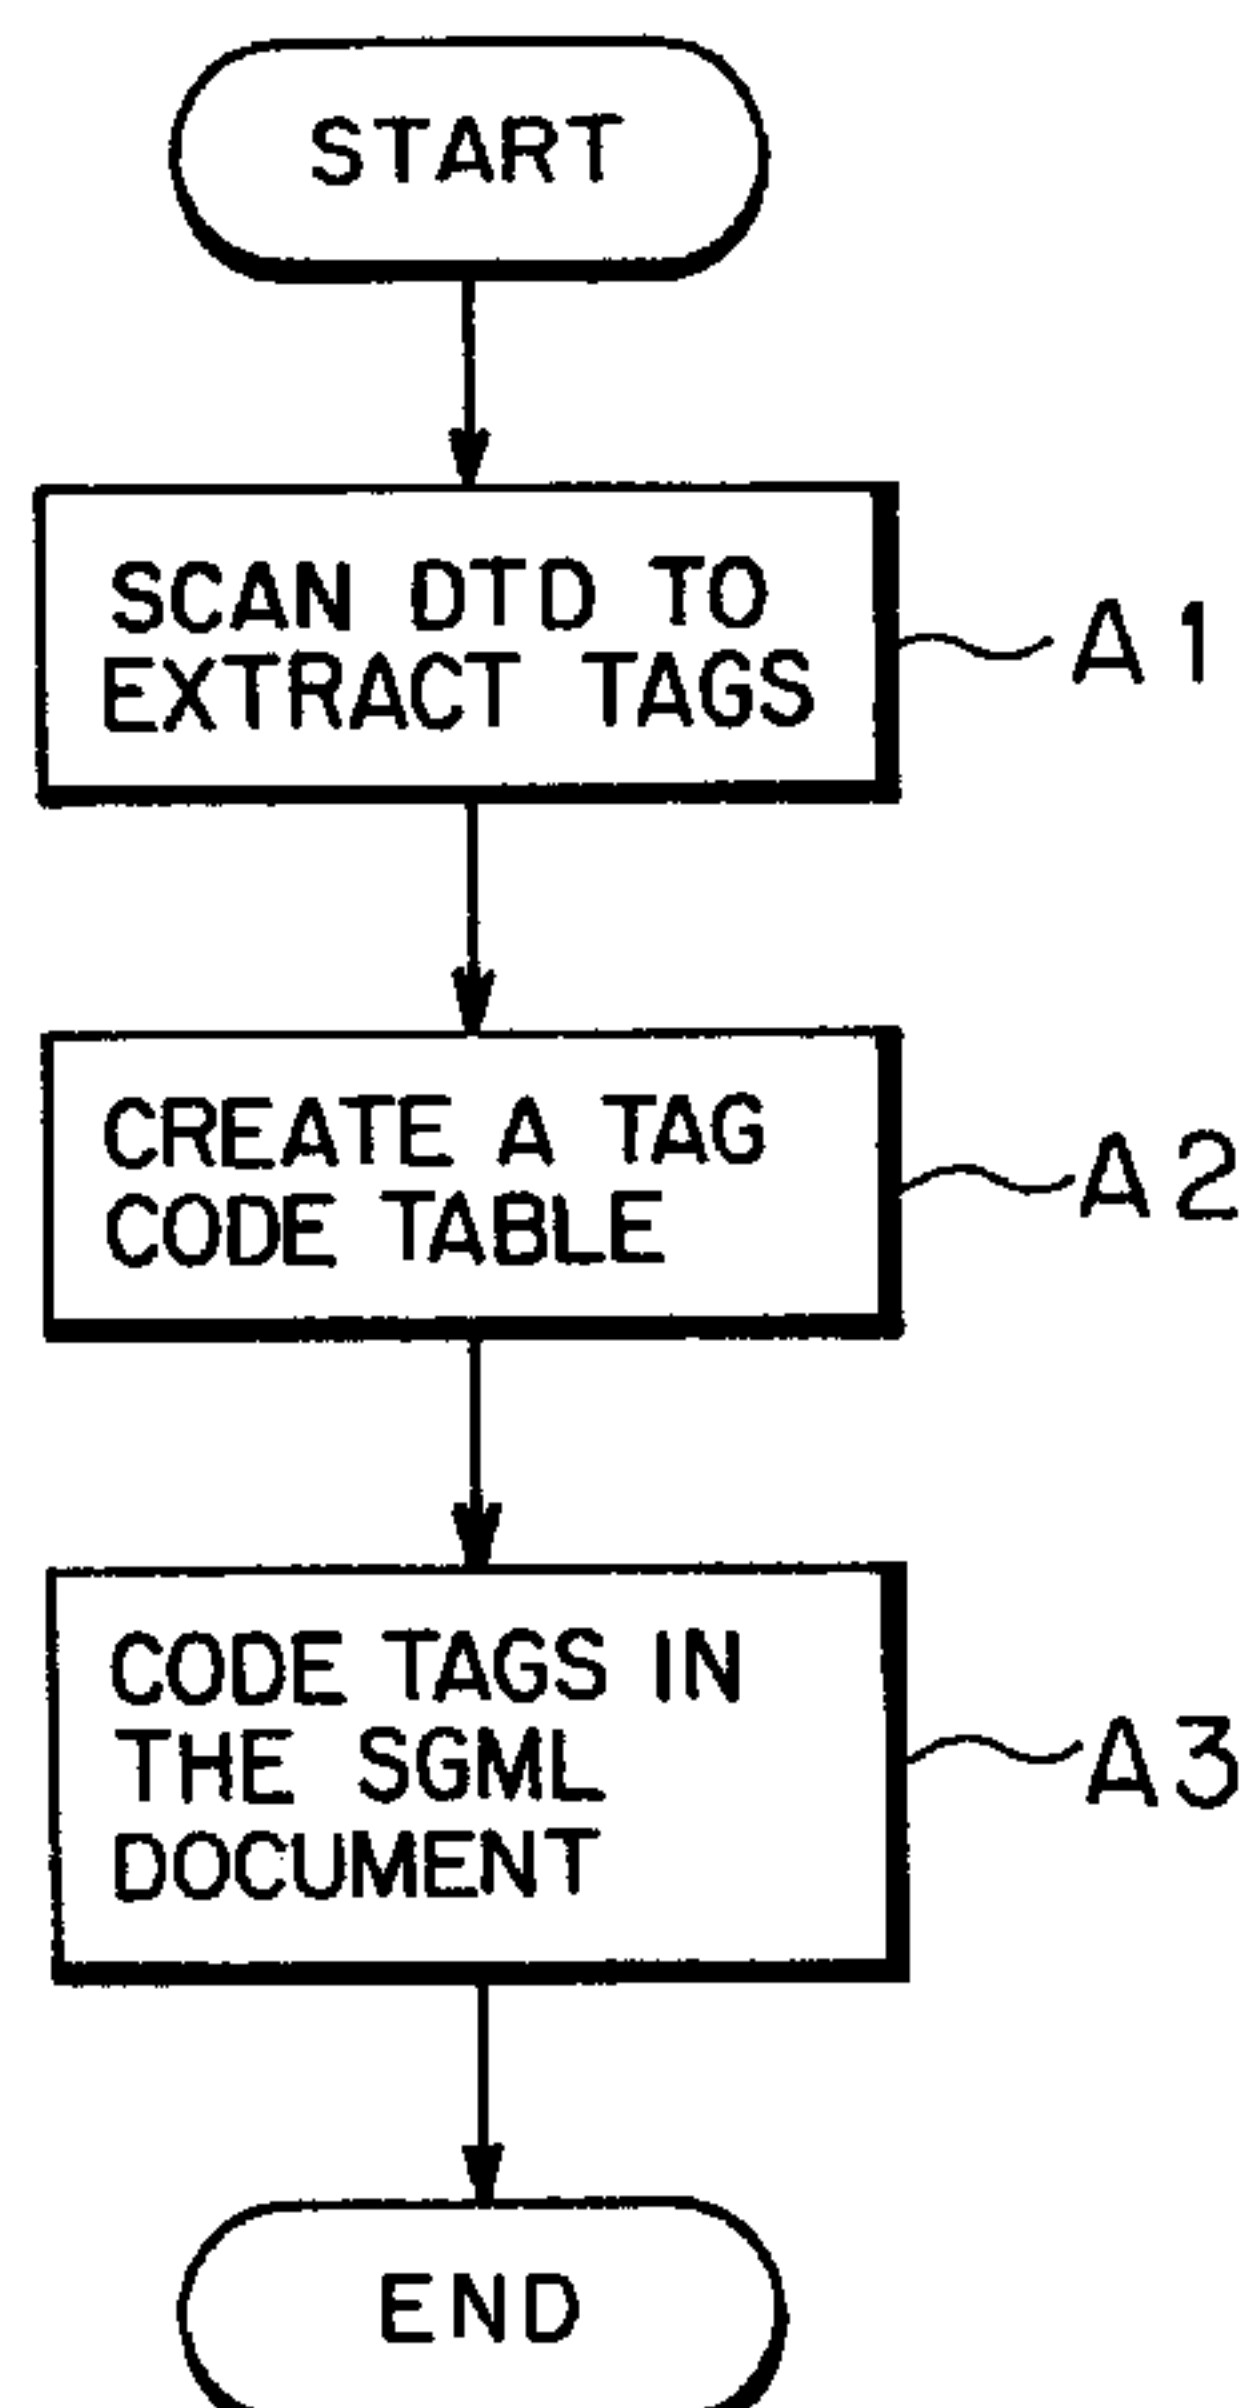 START
SCAN DTD TO
EXTRACT TAGS
A1
CREATE A TAG
CODE TABLE
A2
CODE TAGS IN
THE SGML
DOCUMENT
A3
END